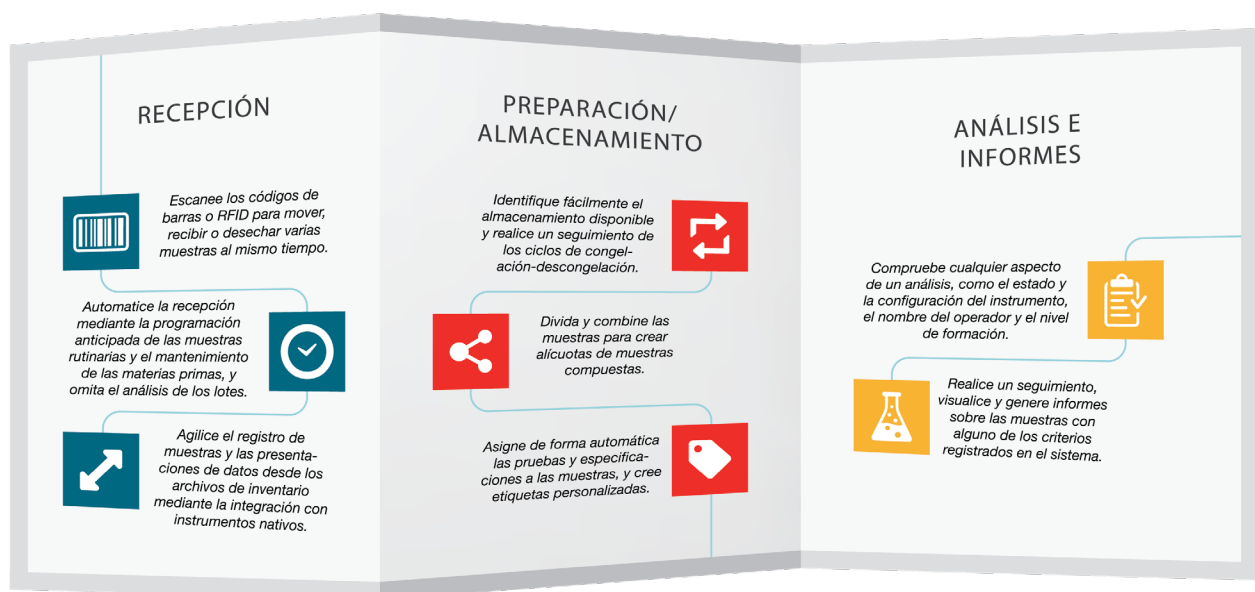 RECEPCIÓN
Escanee los códigos de
barras o RFID para mover,
recibir o desechar varias
muestras al mismo tiempo.
Automatice la recepción
mediante la programación
anticipada de las muestras
rutinarias y el mantenimiento
de las materias primas, y
omita el análisis de los lotes.
Agilice el registro de
muestras y las presenta-
ciones de datos desde los
archivos de inventario
mediante la integración con
instrumentos nativos.
PREPARACIÓN/
ALMACENAMIENTO
Identifique fácilmente el
almacenamiento disponible
y realice un seguimiento de
los ciclos de congel-
ación-descongelación.
Divida y combine las
muestras para crear
alícuotas de muestras
compuestas.
Asigne de forma automática
las pruebas y especifica-
ciones a las muestras, y cree
etiquetas personalizadas.
ANÁLISIS E
INFORMES
Compruebe cualquier aspecto
de un análisis, como el estado y
la configuración del instrumento,
el nombre del operador y el nivel
de formación.
Realice un seguimiento,
visualice y genere informes
sobre las muestras con
alguno de los criterios
registrados en el sistema.